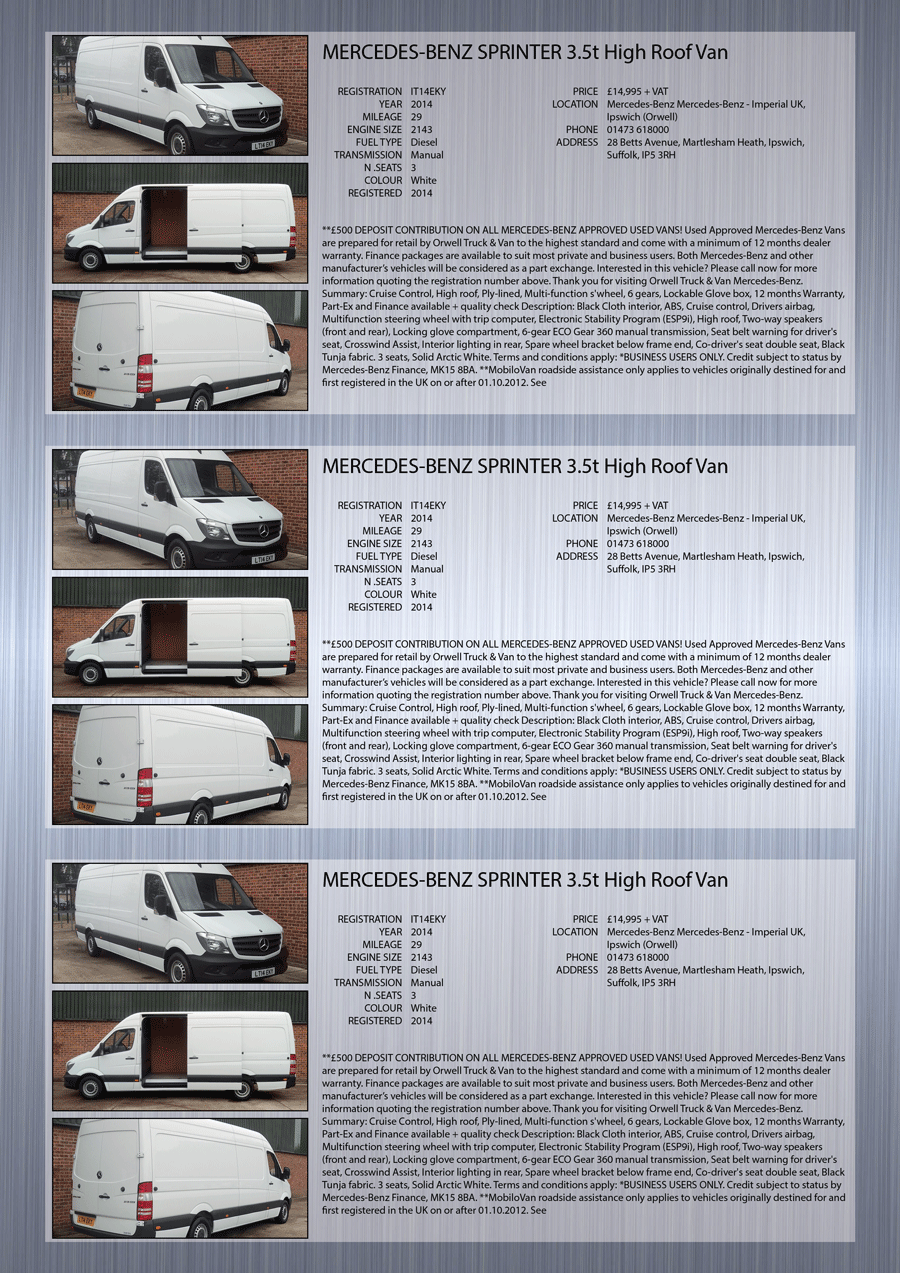 MERCEDES-BENZ SPRINTER 3.5t High Roof Van
REGISTRATION IT14EKY
YEAR 2014
MILEAGE 29
ENGINE SIZE 2143
FUEL TYPE Diesel
TRANSMISSION Manual
N .SEATS 3
COLOUR White
REGISTERED 2014
PRICE £14,995 + VAT
LOCATION Mercedes-Benz Mercedes-Benz - Imperial UK,
Ipswich (Orwell)
PHONE 01473 618000
ADDRESS 28 Betts Avenue, Martlesham Heath, Ipswich,
Suffolk, IP5 3RH
**£500 DEPOSIT CONTRIBUTION ON ALL MERCEDES-BENZ APPROVED USED VANS! Used Approved Mercedes-Benz Vans
are prepared for retail by Orwell Truck & Van to the highest standard and come with a minimum of 12 months dealer
warranty. Finance packages are available to suit most private and business users. Both Mercedes-Benz and other
manufacturer's vehicles will be considered as a part exchange. Interested in this vehicle? Please call now for more
information quoting the registration number above. Thank you for visiting Orwell Truck & Van Mercedes-Benz.
Summary: Cruise Control, High roof, Ply-lined, Multi-function s'wheel, 6 gears, Lockable Glove box, 12 months Warranty,
Part-Ex and Finance available + quality check Description: Black Cloth interior, ABS, Cruise control, Drivers airbag,
Multifunction steering wheel with trip computer, Electronic Stability Program (ESP9i), High roof, Two-way speakers
(front and rear), Locking glove compartment, 6-gear ECO Gear 360 manual transmission, Seat belt warning for driver's
seat, Crosswind Assist, Interior lighting in rear, Spare wheel bracket below frame end, Co-driver's seat double seat, Black
Tunja fabric. 3 seats, Solid Arctic White. Terms and conditions apply: *BUSINESS USERS ONLY. Credit subject to status by
Mercedes-Benz Finance, MK15 8BA. **MobiloVan roadside assistance only applies to vehicles originally destined for and
first registered in the UK on or after 01.10.2012. See
LT14 EKY
LT14 EKY
MERCEDES-BENZ SPRINTER 3.5t High Roof Van
REGISTRATION IT14EKY
YEAR 2014
MILEAGE 29
ENGINE SIZE 2143
FUEL TYPE Diesel
TRANSMISSION Manual
N .SEATS 3
COLOUR White
REGISTERED 2014
PRICE £14,995 + VAT
LOCATION Mercedes-Benz Mercedes-Benz - Imperial UK,
Ipswich (Orwell)
PHONE 01473 618000
ADDRESS 28 Betts Avenue, Martlesham Heath, Ipswich,
Suffolk, IP5 3RH
**£500 DEPOSIT CONTRIBUTION ON ALL MERCEDES-BENZ APPROVED USED VANS! Used Approved Mercedes-Benz Vans
are prepared for retail by Orwell Truck & Van to the highest standard and come with a minimum of 12 months dealer
warranty. Finance packages are available to suit most private and business users. Both Mercedes-Benz and other
manufacturer's vehicles will be considered as a part exchange. Interested in this vehicle? Please call now for more
information quoting the registration number above. Thank you for visiting Orwell Truck & Van Mercedes-Benz.
Summary: Cruise Control, High roof, Ply-lined, Multi-function s'wheel, 6 gears, Lockable Glove box, 12 months Warranty,
Part-Ex and Finance available + quality check Description: Black Cloth interior, ABS, Cruise control, Drivers airbag,
Multifunction steering wheel with trip computer, Electronic Stability Program (ESP9i), High roof, Two-way speakers
(front and rear), Locking glove compartment, 6-gear ECO Gear 360 manual transmission, Seat belt warning for driver's
seat, Crosswind Assist, Interior lighting in rear, Spare wheel bracket below frame end, Co-driver's seat double seat, Black
Tunja fabric. 3 seats, Solid Arctic White. Terms and conditions apply: *BUSINESS USERS ONLY. Credit subject to status by
Mercedes-Benz Finance, MK15 8BA. **MobiloVan roadside assistance only applies to vehicles originally destined for and
first registered in the UK on or after 01.10.2012. See
LT14 EKY
LT14 EKY
MERCEDES-BENZ SPRINTER 3.5t High Roof Van
REGISTRATION IT14EKY
YEAR 2014
MILEAGE 29
ENGINE SIZE 2143
FUEL TYPE Diesel
TRANSMISSION Manual
N .SEATS 3
COLOUR White
REGISTERED 2014
PRICE £14,995 + VAT
LOCATION Mercedes-Benz Mercedes-Benz - Imperial UK,
Ipswich (Orwell)
PHONE 01473 618000
ADDRESS 28 Betts Avenue, Martlesham Heath, Ipswich,
Suffolk, IP5 3RH
**£500 DEPOSIT CONTRIBUTION ON ALL MERCEDES-BENZ APPROVED USED VANS! Used Approved Mercedes-Benz Vans
are prepared for retail by Orwell Truck & Van to the highest standard and come with a minimum of 12 months dealer
warranty. Finance packages are available to suit most private and business users. Both Mercedes-Benz and other
manufacturer's vehicles will be considered as a part exchange. Interested in this vehicle? Please call now for more
information quoting the registration number above. Thank you for visiting Orwell Truck & Van Mercedes-Benz.
Summary: Cruise Control, High roof, Ply-lined, Multi-function s'wheel, 6 gears, Lockable Glove box, 12 months Warranty,
Part-Ex and Finance available + quality check Description: Black Cloth interior, ABS, Cruise control, Drivers airbag,
Multifunction steering wheel with trip computer, Electronic Stability Program (ESP9i), High roof, Two-way speakers
(front and rear), Locking glove compartment, 6-gear ECO Gear 360 manual transmission, Seat belt warning for driver's
seat, Crosswind Assist, Interior lighting in rear, Spare wheel bracket below frame end, Co-driver's seat double seat, Black
Tunja fabric. 3 seats, Solid Arctic White. Terms and conditions apply: *BUSINESS USERS ONLY. Credit subject to status by
Mercedes-Benz Finance, MK15 8BA. **MobiloVan roadside assistance only applies to vehicles originally destined for and
first registered in the UK on or after 01.10.2012. See
LT14 EKY
LT14 EKY